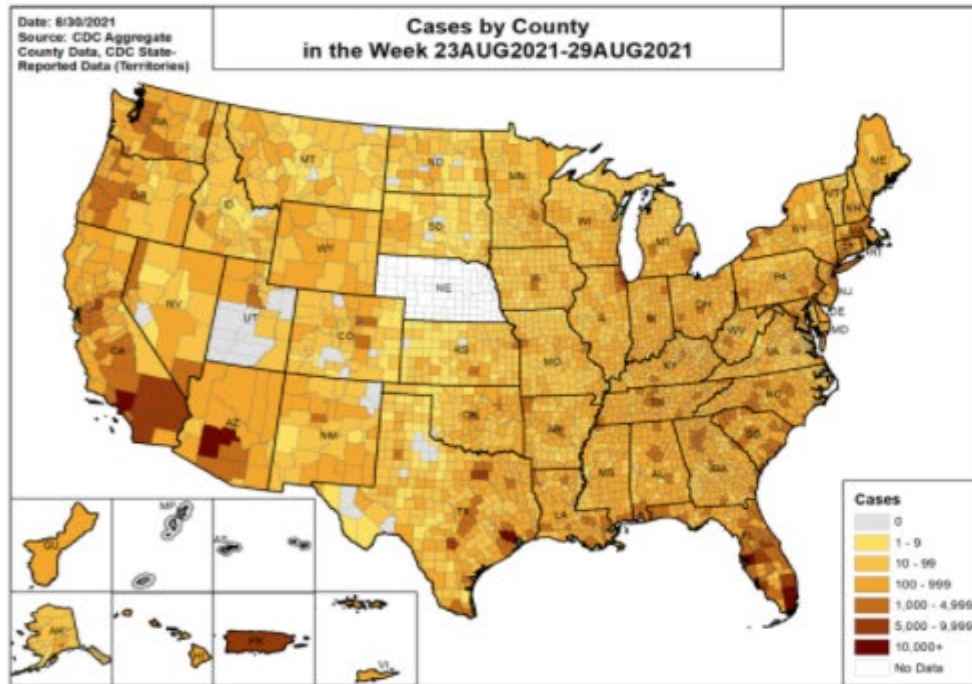 Date: 8/30/2021
Source: CDC Aggregate
County Data, CDC State-
Reported Data (Territories)
Cases by County
in the Week 23AUG2021-29AUG2021
WA
MT
ND
MN
ME
OR
ID
SD
WI
MI
VT
NH
NY
MA
CT
RI
WY
IA
NE
PA
NJ
NV
UT
CO
IL
IN
OH
DE
MD
WV
VA
CA
KS
MO
KY
NC
TN
AZ
NM
OK
AR
SC
MS
AL
GA
TX
LA
FL
GU
MP
AS
AK
HI
PR
VI
Cases
0
1 - 9
10 - 99
100 - 999
1,000 - 4,999
5,000 - 9,999
10,000+
No Data